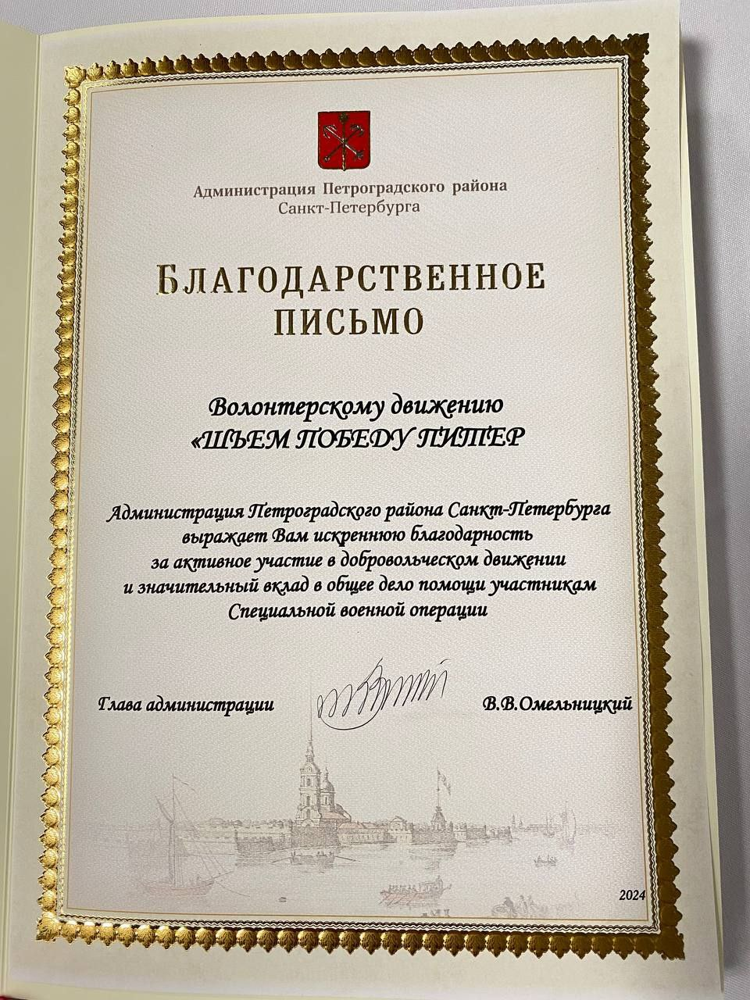 Администрация Петроградского района
Санкт-Петербурга
БЛАГОДАРСТВЕННОЕ
ПИСЬМО
Волонтерскому движению
«ШЬЕМ ПОБЕДУ ПИТЕР
Администрация Петроградского района Санкт-Петербурга
выражает Вам искреннюю благодарность
за активное участие в добровольческом движении
и значительный вклад в общее дело помощи участникам
Специальной военной операции
Глава администрации В.В.Омельницкий
2024